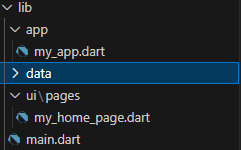 lib
app
my_app.dart
data
ui\pages
my_home_page.dart
main.dart